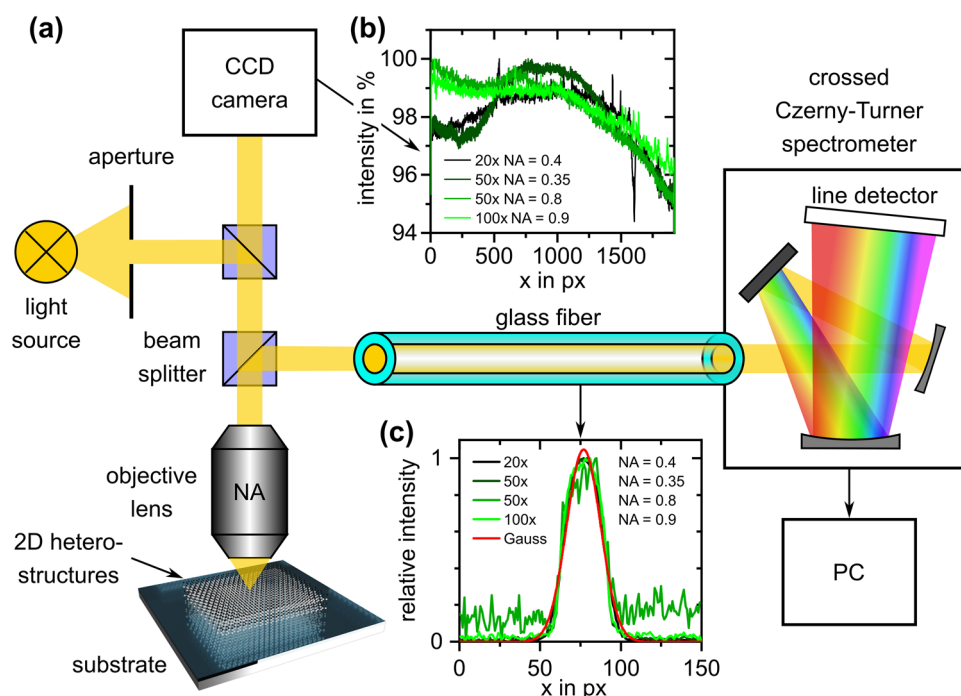 (a)
CCD
camera
aperture
light
source
beam
splitter
objective
lens
NA
2D hetero-
structures
substrate
(b)
intensity in %
100
98
96
94
20x NA = 0.4
50x NA = 0.35
50x NA = 0.8
100x NA = 0.9
0 500 1000 1500
x in px
glass fiber
crossed
Czerny-Turner
spectrometer
line detector
(c)
relative intensity
1
0
20x NA = 0.4
50x NA = 0.35
50x NA = 0.8
100x NA = 0.9
Gauss
0 50 100 150
x in px
PC